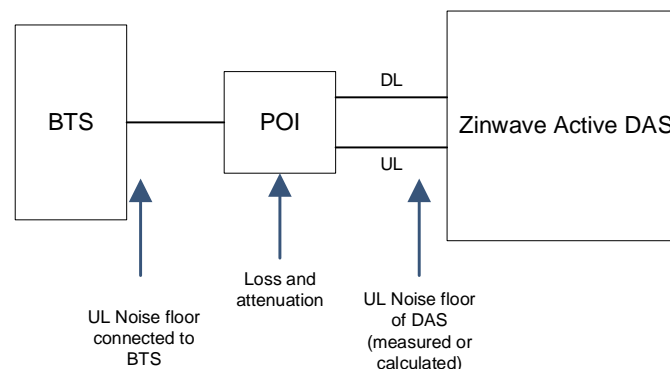 BTS
POI
DL
UL
Zinwave Active DAS
UL Noise floor
connected to
BTS
Loss and
attenuation
UL Noise floor
of DAS
(measured or
calculated)